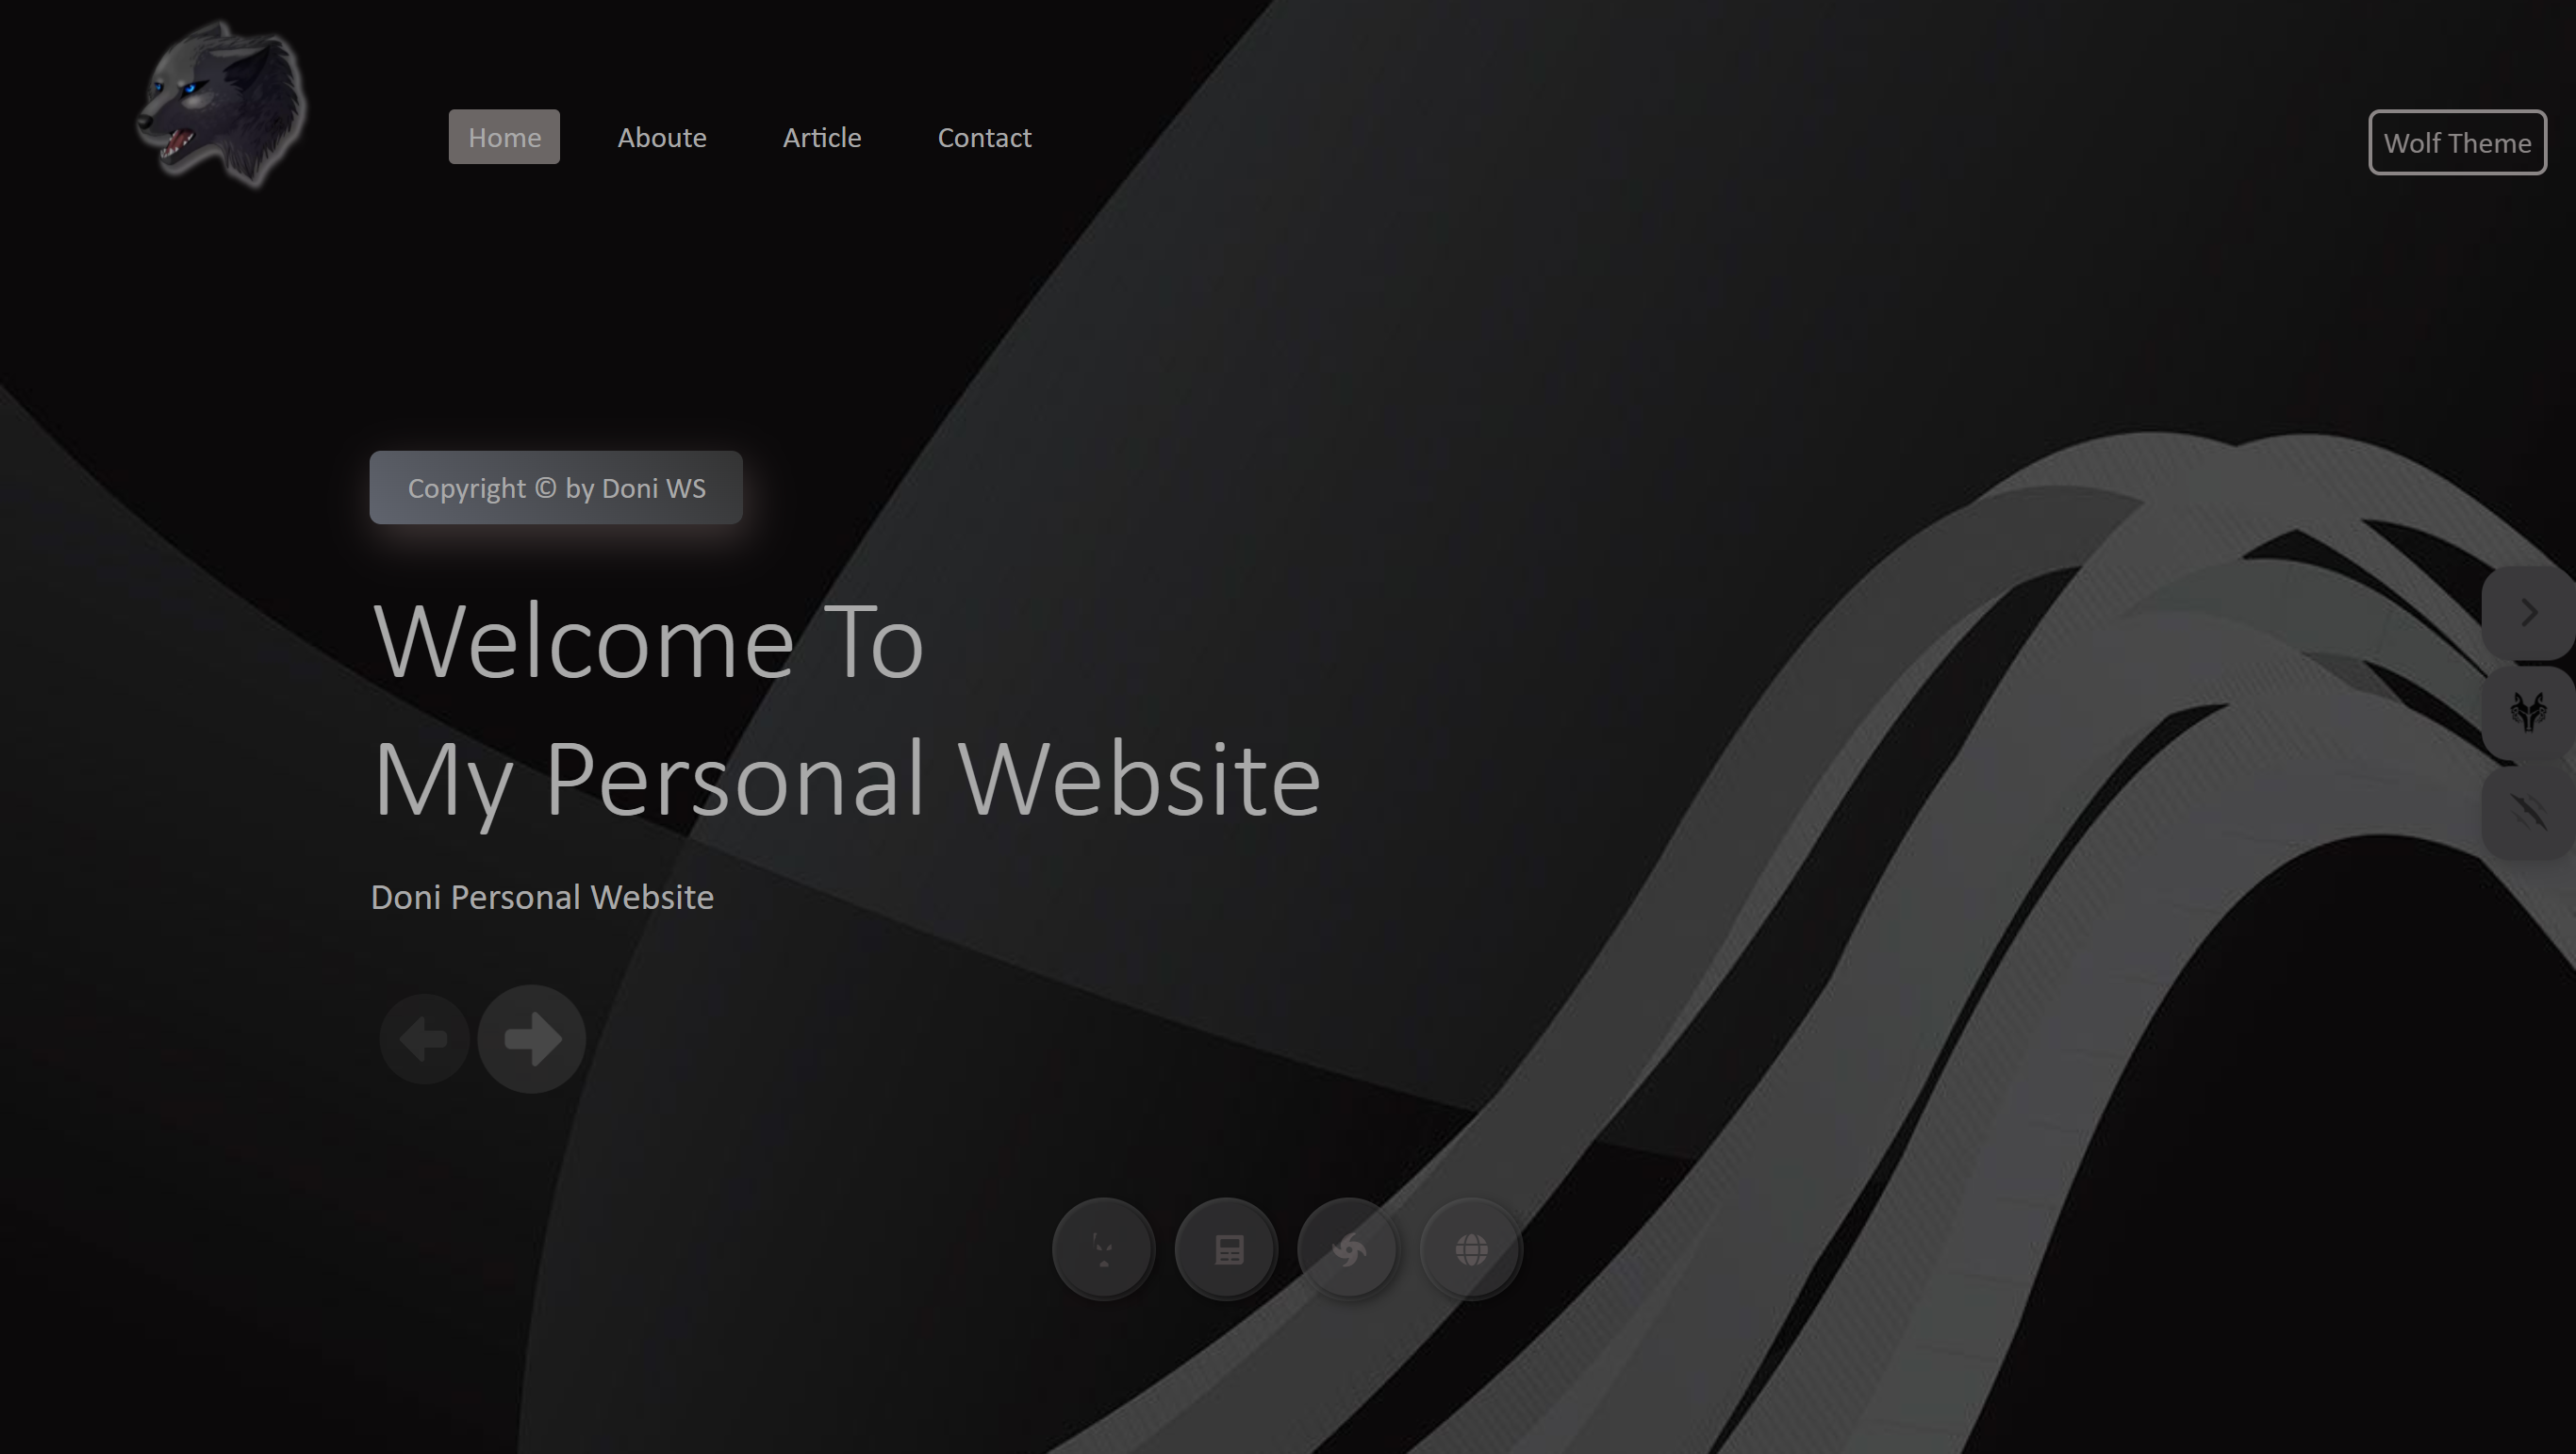 Home Aboute Article Contact
Wolf Theme
Copyright © by Doni WS
Welcome To
My Personal Website
Doni Personal Website